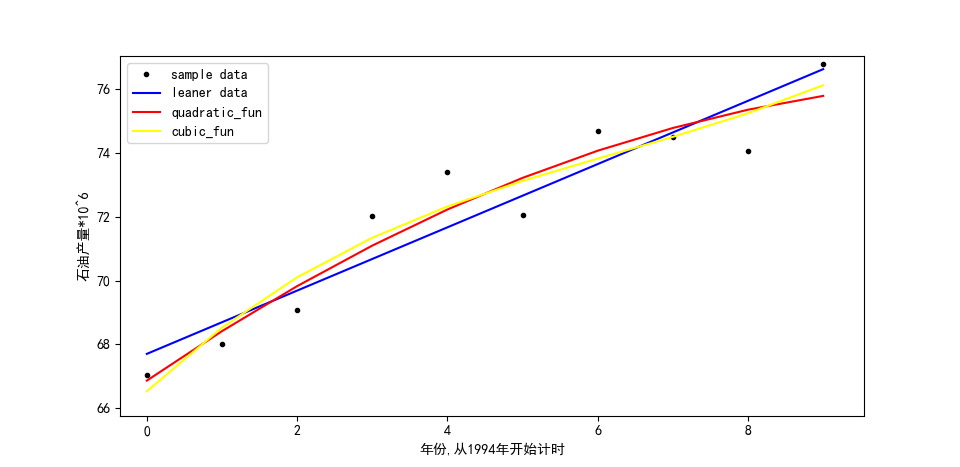 sample data
leaner data
quadratic_fun
cubic_fun
76
74
72
70
68
66
石油产量*10^6
0 2 4 6 8
年份,从1994年开始计时